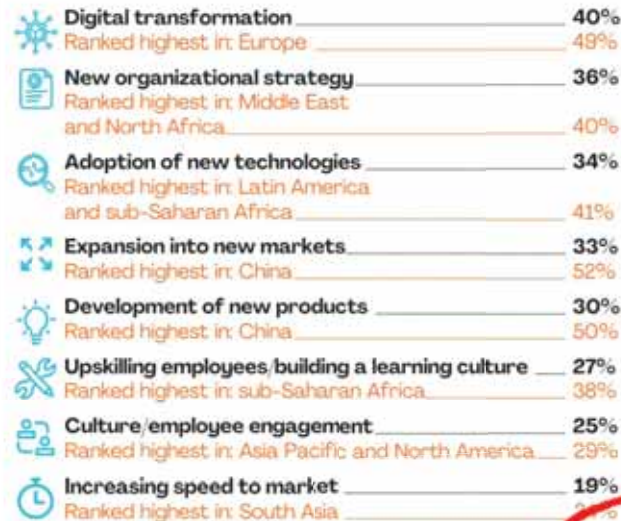 Digital transformation 40%
Ranked highest in: Europe 49%
New organizational strategy 36%
Ranked highest in: Middle East
and North Africa 40%
Adoption of new technologies 34%
Ranked highest in: Latin America
and sub-Saharan Africa 41%
Expansion into new markets 33%
Ranked highest in: China 52%
Development of new products 30%
Ranked highest in: China 50%
Upskilling employees/building a learning culture 27%
Ranked highest in: sub-Saharan Africa 38%
Culture/employee engagement 25%
Ranked highest in: Asia Pacific and North America 29%
Increasing speed to market 19%
Ranked highest in: South Asia